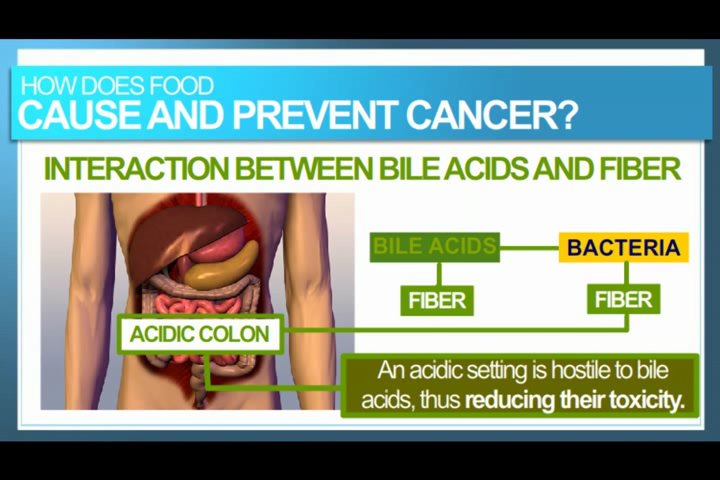 HOW DOES FOOD
CAUSE AND PREVENT CANCER?
INTERACTION BETWEEN BILE ACIDS AND FIBER
BILE ACIDS
BACTERIA
FIBER
FIBER
ACIDIC COLON
An acidic setting is hostile to bile
acids, thus reducing their toxicity.